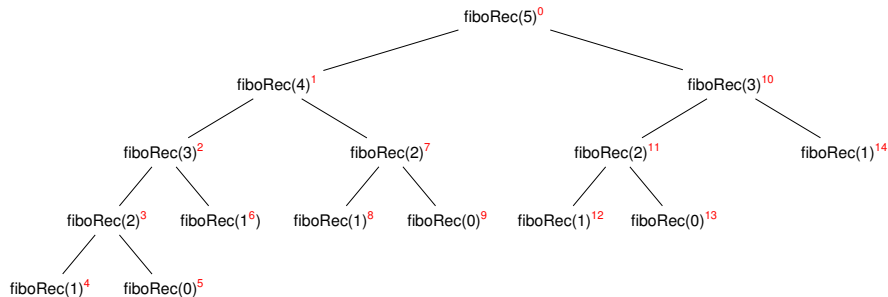 fiboRec(5)0
fiboRec(4)1 fiboRec(3)10
fiboRec(3)2 fiboRec(2)7 fiboRec(2)11 fiboRec(1)14
fiboRec(2)3 fiboRec(16) fiboRec(1)8 fiboRec(0)9 fiboRec(1)12 fiboRec(0)13
fiboRec(1)4 fiboRec(0)5